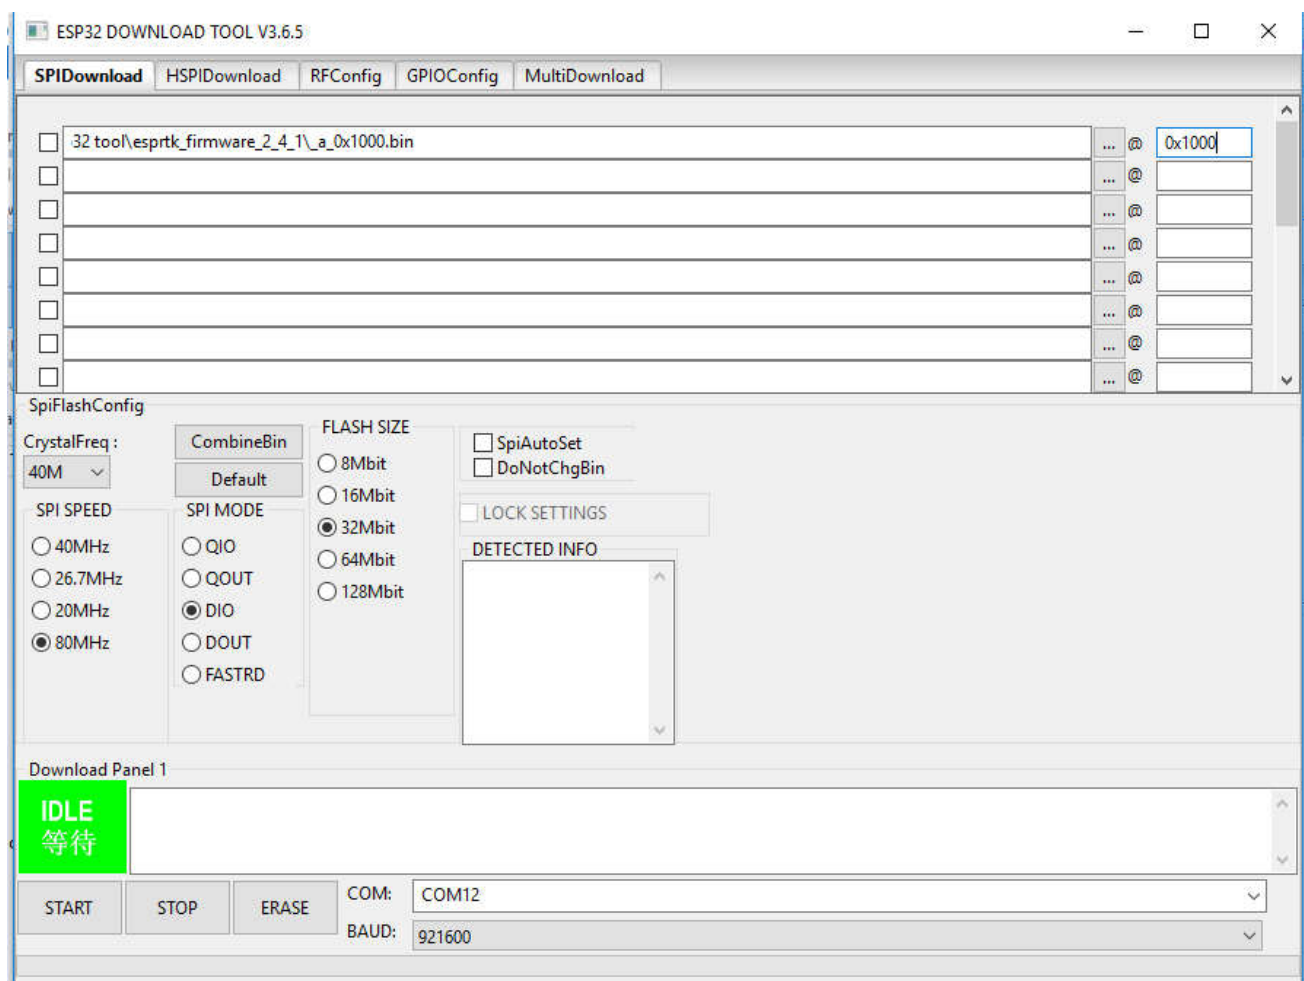 ESP32 DOWNLOAD TOOL V3.6.5
SPIDownload HSPIDownload RFConfig GPIOConfig MultiDownload
32 tool\esprtk_firmware_2_4_1\_a_0x1000.bin ... @ 0x1000
... @
... @
... @
... @
... @
... @
... @
SpiFlashConfig
CrystalFreq :
40M
CombineBin
Default
SPI SPEED
40MHz
26.7MHz
20MHz
80MHz
SPI MODE
QIO
QOUT
DIO
DOUT
FASTRD
FLASH SIZE
8Mbit
16Mbit
32Mbit
64Mbit
128Mbit
SpiAutoSet
DoNotChgBin
LOCK SETTINGS
DETECTED INFO
Download Panel 1
IDLE
等待
START STOP ERASE
COM: COM12
BAUD: 921600